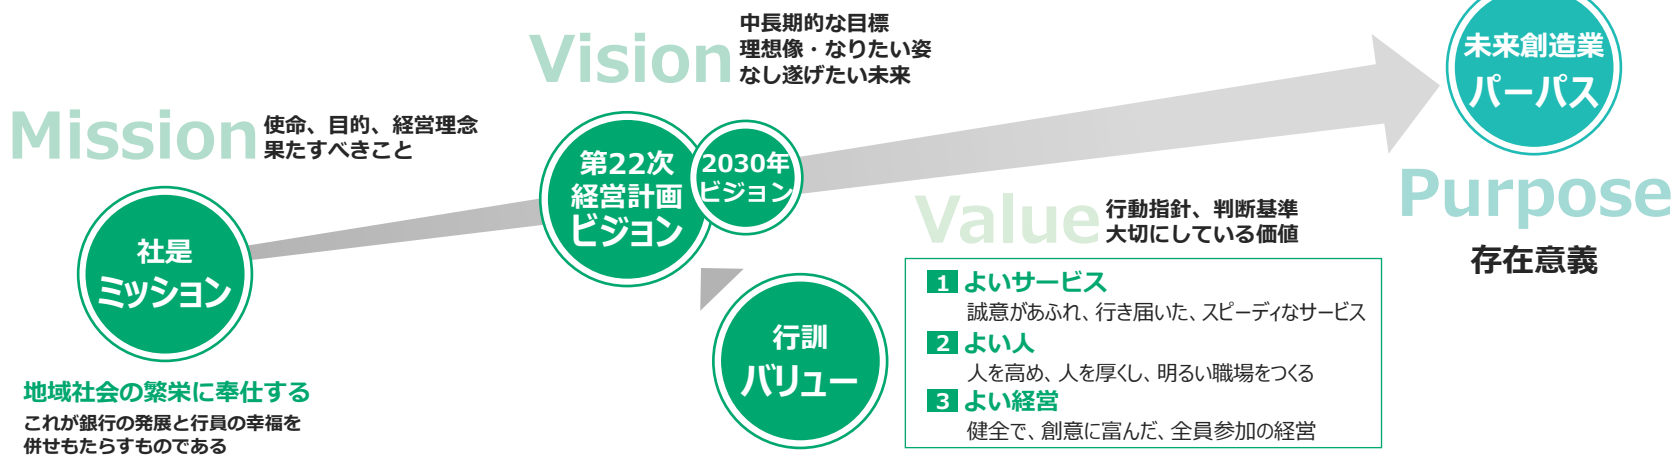 Mission
使命、目的、経営理念
果たすべきこと
社是
ミッション
地域社会の繁栄に奉仕する
これが銀行の発展と行員の幸福を
併せもたらすものである
Vision
中長期的な目標
理想像・なりたい姿
なし遂げたい未来
第22次
経営計画
ビジョン
2030年
ビジョン
行訓
バリュー
Value
行動指針、判断基準
大切にしている価値
1 よいサービス
誠意があふれ、行き届いた、スピーディなサービス
2 よい人
人を高め、人を厚くし、明るい職場をつくる
3 よい経営
健全で、創意に富んだ、全員参加の経営
未来創造業
パーパス
Purpose
存在意義